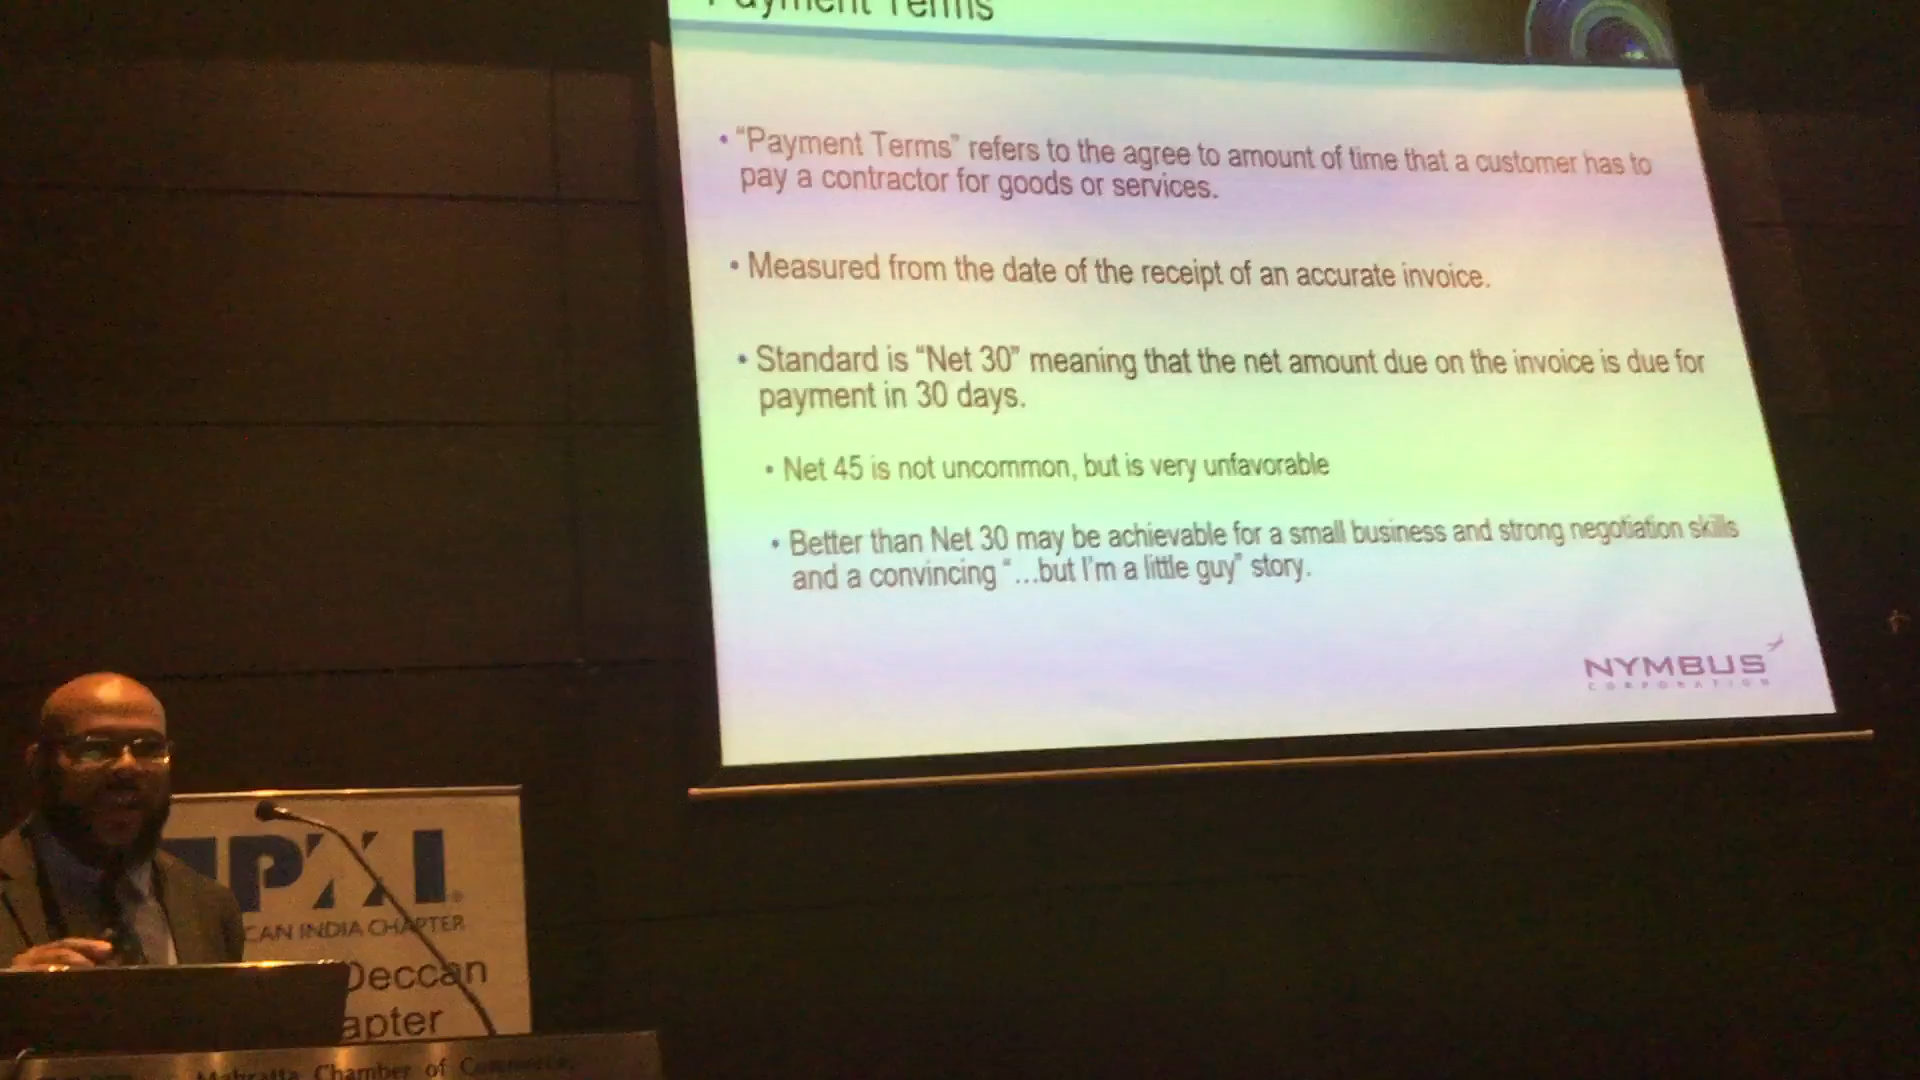 Payment Terms
• “Payment Terms” refers to the agree to amount of time that a customer has to
pay a contractor for goods or services.
• Measured from the date of the receipt of an accurate invoice.
• Standard is “Net 30” meaning that the net amount due on the invoice is due for
payment in 30 days.
• Net 45 is not uncommon, but is very unfavorable
• Better than Net 30 may be achievable for a small business and strong negotiation skills
and a convincing “...but I'm a little guy” story.
NYMBUS
CORPORATION
PMI
CAN INDIA CHAPTER
Deccan
apter
Mahratta Chamber of Commerce,